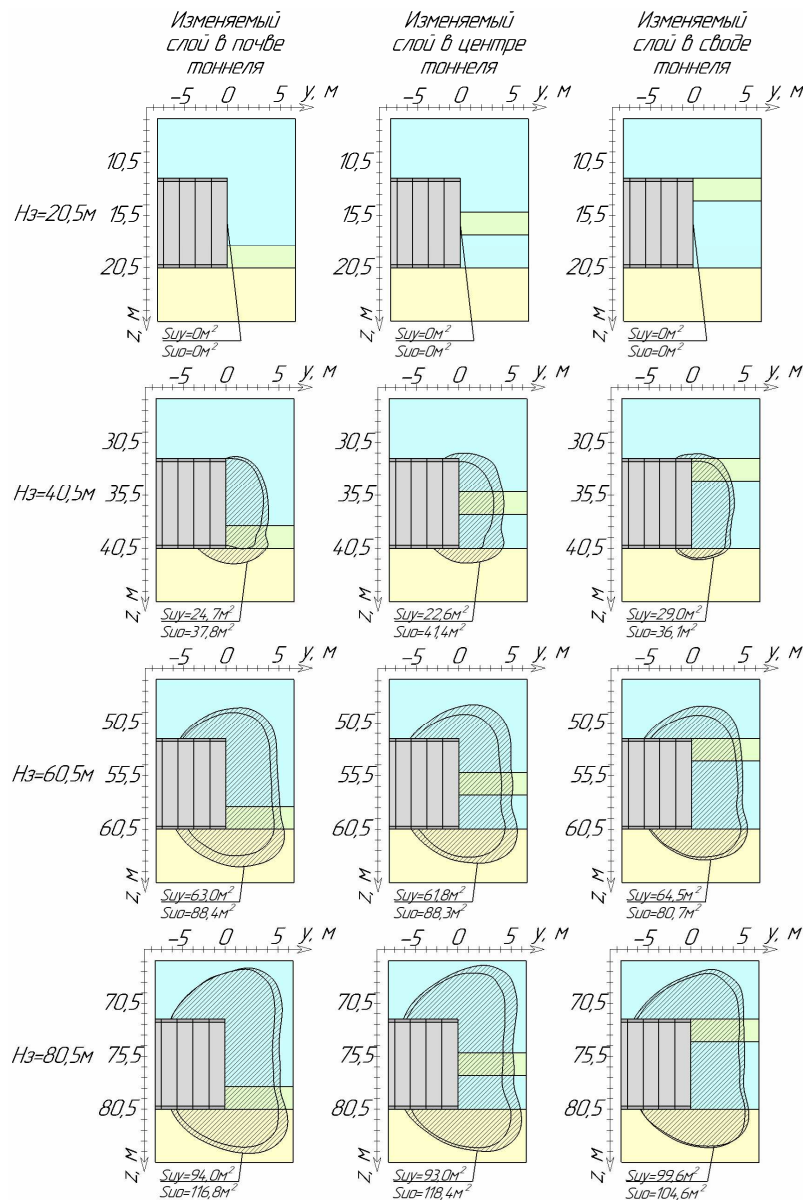 Изменяемый слой в почве тоннеля
Изменяемый слой в центре тоннеля
Изменяемый слой в своде тоннеля
-5 0 5 y, м
-5 0 5 y, м
-5 0 5 y, м
Hз=20,5м
10,5
15,5
20,5
z, м
Suy=0м²
Suo=0м²
10,5
15,5
20,5
z, м
Suy=0м²
Suo=0м²
10,5
15,5
20,5
z, м
Suy=0м²
Suo=0м²
-5 0 5 y, м
-5 0 5 y, м
-5 0 5 y, м
Hз=40,5м
30,5
35,5
40,5
z, м
Suy=24,7м²
Suo=37,8м²
30,5
35,5
40,5
z, м
Suy=22,6м²
Suo=41,4м²
30,5
35,5
40,5
z, м
Suy=29,0м²
Suo=36,1м²
-5 0 5 y, м
-5 0 5 y, м
-5 0 5 y, м
Hз=60,5м
50,5
55,5
60,5
z, м
Suy=63,0м²
Suo=88,4м²
50,5
55,5
60,5
z, м
Suy=61,8м²
Suo=88,3м²
50,5
55,5
60,5
z, м
Suy=64,5м²
Suo=80,7м²
-5 0 5 y, м
-5 0 5 y, м
-5 0 5 y, м
Hз=80,5м
70,5
75,5
80,5
z, м
Suy=94,0м²
Suo=116,8м²
70,5
75,5
80,5
z, м
Suy=93,0м²
Suo=118,4м²
70,5
75,5
80,5
z, м
Suy=99,6м²
Suo=104,6м²